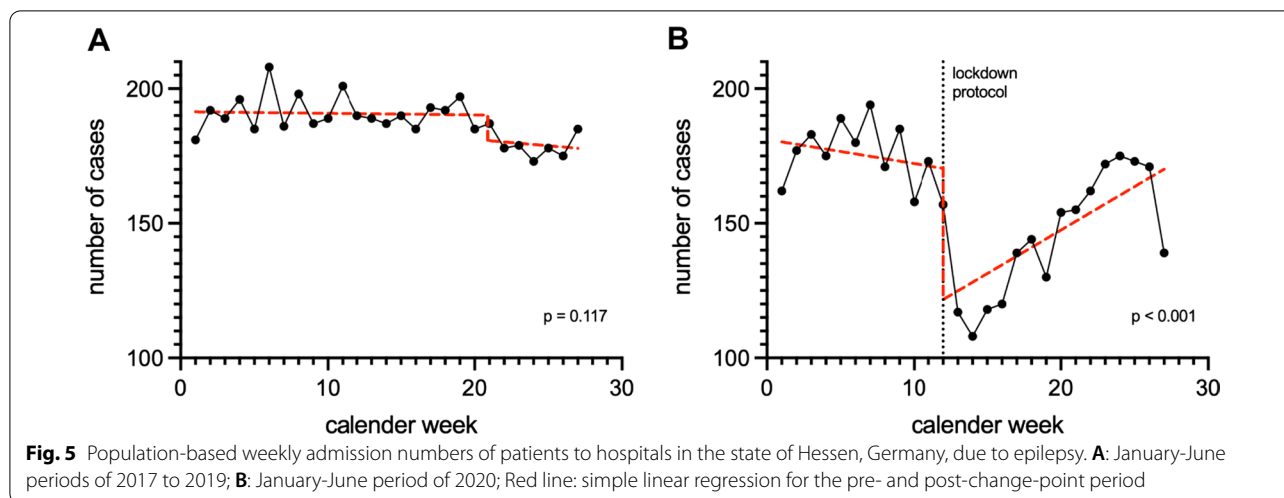 A
number of cases
200
150
100
0
10
20
30
calender week
p = 0.117
B
number of cases
200
150
100
0
10
20
30
calender week
lockdown
protocol
p < 0.001
Fig. 5 Population-based weekly admission numbers of patients to hospitals in the state of Hessen, Germany, due to epilepsy. A: January-June
periods of 2017 to 2019; B: January-June period of 2020; Red line: simple linear regression for the pre- and post-change-point period